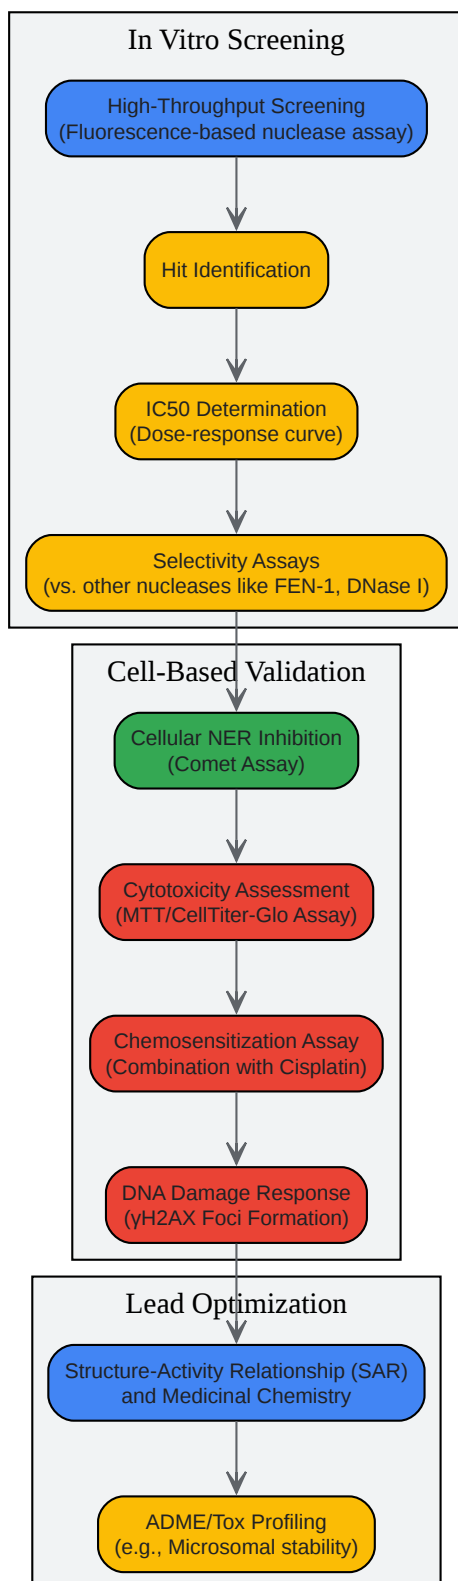 In Vitro Screening
High-Throughput Screening
(Fluorescence-based nuclease assay)
Hit Identification
IC50 Determination
(Dose-response curve)
Selectivity Assays
(vs. other nucleases like FEN-1, DNase I)
Cell-Based Validation
Cellular NER Inhibition
(Comet Assay)
Cytotoxicity Assessment
(MTT/CellTiter-Glo Assay)
Chemosensitization Assay
(Combination with Cisplatin)
DNA Damage Response
(γH2AX Foci Formation)
Lead Optimization
Structure-Activity Relationship (SAR)
and Medicinal Chemistry
ADME/Tox Profiling
(e.g., Microsomal stability)